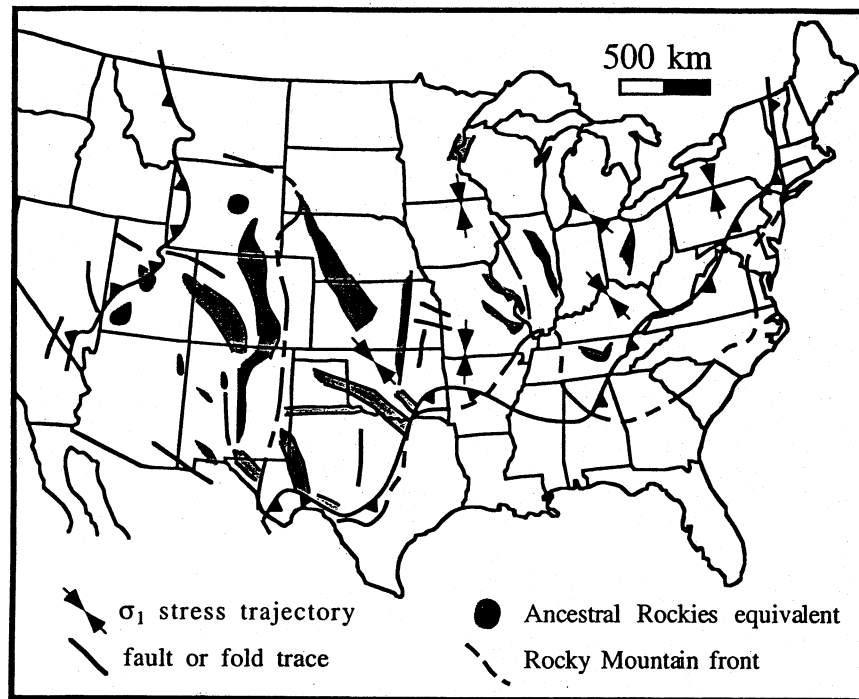 500 km
σ₁ stress trajectory
fault or fold trace
Ancestral Rockies equivalent
Rocky Mountain front